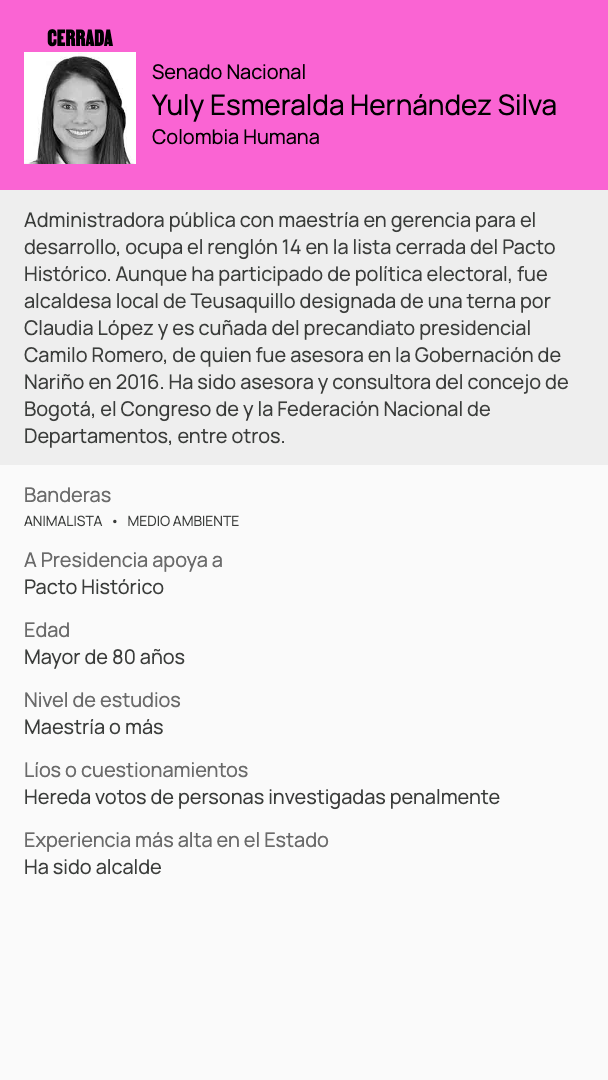 CERRADA
Senado Nacional
Yuly Esmeralda Hernández Silva
Colombia Humana
Administradora pública con maestría en gerencia para el
desarrollo, ocupa el renglón 14 en la lista cerrada del Pacto
Histórico. Aunque ha participado de política electoral, fue
alcaldesa local de Teusaquillo designada de una terna por
Claudia López y es cuñada del precandiato presidencial
Camilo Romero, de quien fue asesora en la Gobernación de
Nariño en 2016. Ha sido asesora y consultora del concejo de
Bogotá, el Congreso de y la Federación Nacional de
Departamentos, entre otros.
Banderas
ANIMALISTA • MEDIO AMBIENTE
A Presidencia apoya a
Pacto Histórico
Edad
Mayor de 80 años
Nivel de estudios
Maestría o más
Líos o cuestionamientos
Hereda votos de personas investigadas penalmente
Experiencia más alta en el Estado
Ha sido alcalde